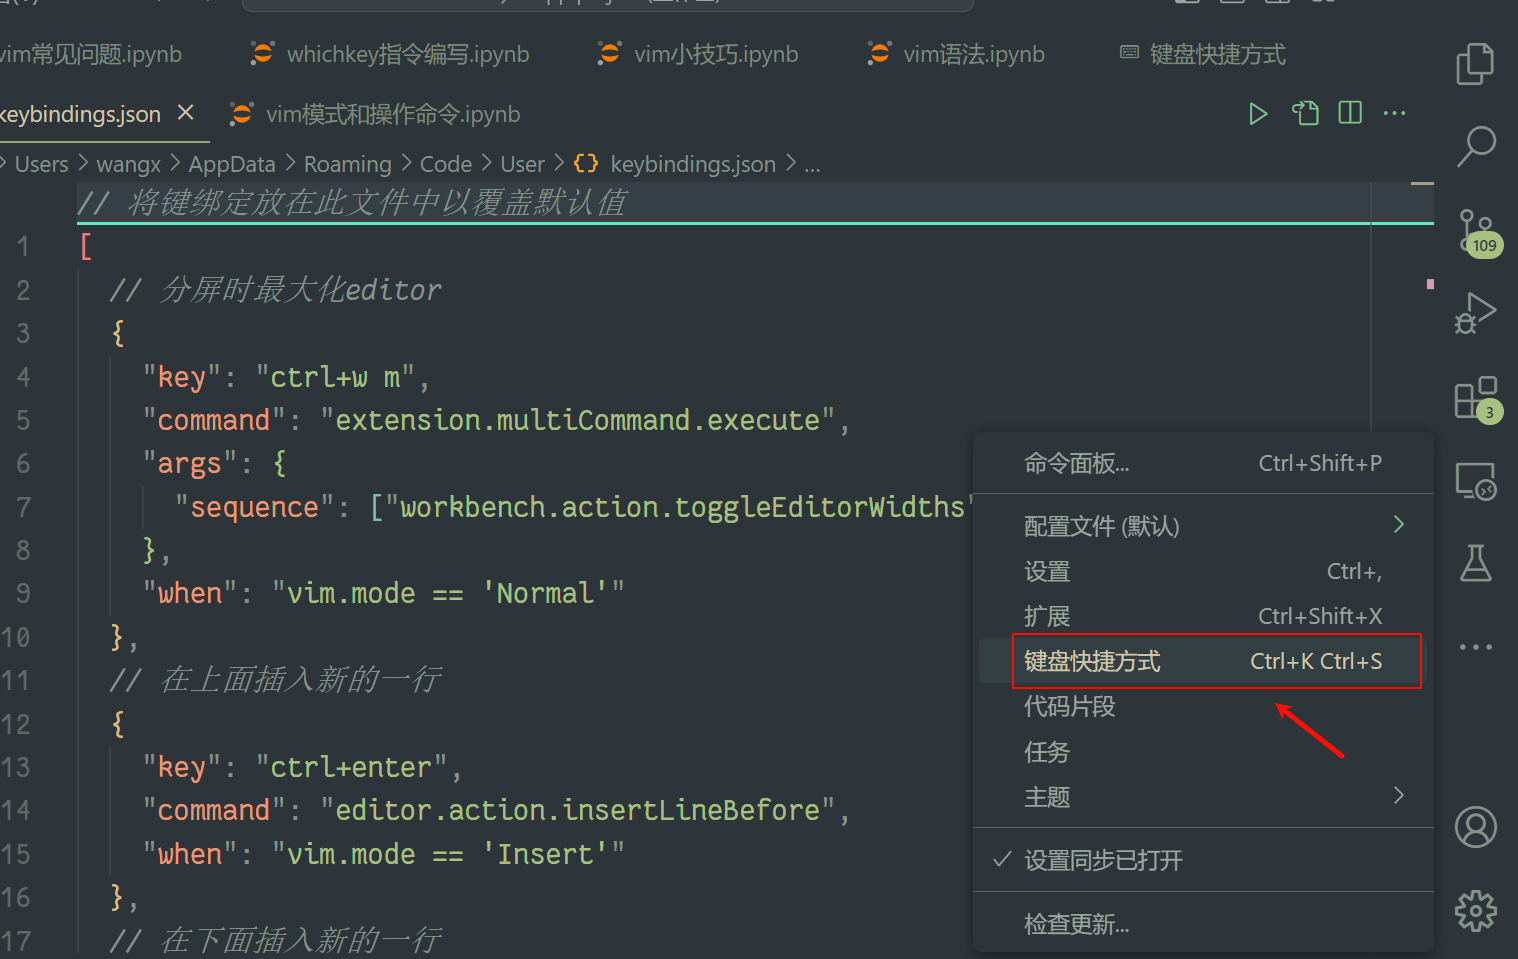 vim常见问题.ipynb whichkey指令编写.ipynb vim小技巧.ipynb vim语法.ipynb 键盘快捷方式
keybindings.json vim模式和操作命令.ipynb
Users > wangx > AppData > Roaming > Code > User > {} keybindings.json > ...
// 将键绑定放在此文件中以覆盖默认值
1 [
2 // 分屏时最大化editor
3 {
4 "key": "ctrl+w m",
5 "command": "extension.multiCommand.execute",
6 "args": {
7 "sequence": ["workbench.action.toggleEditorWidths"
8 },
9 "when": "vim.mode == 'Normal'"
10 },
11 // 在上面插入新的一行
12 {
13 "key": "ctrl+enter",
14 "command": "editor.action.insertLineBefore",
15 "when": "vim.mode == 'Insert'"
16 },
17 // 在下面插入新的一行
命令面板... Ctrl+Shift+P
配置文件 (默认)
设置 Ctrl+,
扩展 Ctrl+Shift+X
键盘快捷方式 Ctrl+K Ctrl+S
代码片段
任务
主题
设置同步已打开
检查更新...
109
3